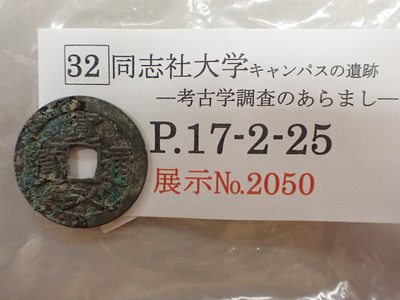 32 同志社大学キャンパスの遺跡
―考古学調査のあらまし―
P.17-2-25
展示No.2050